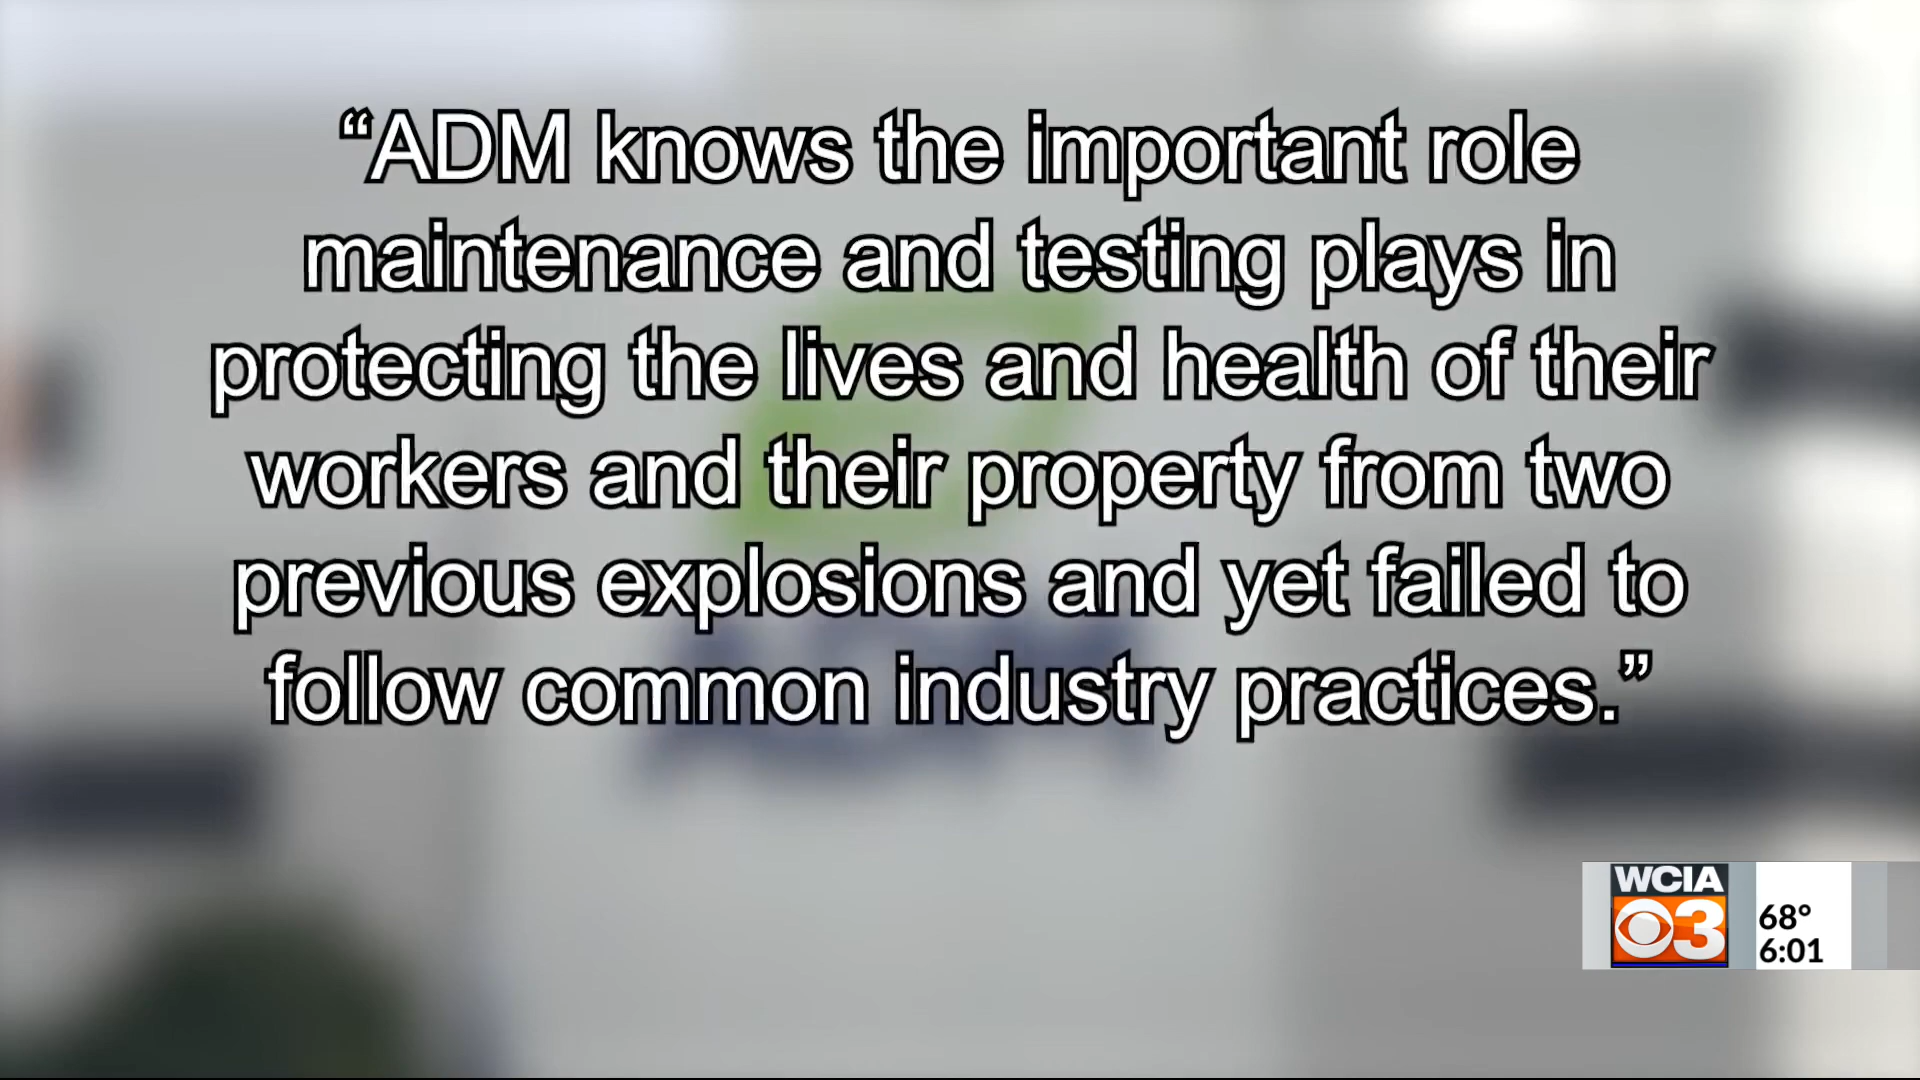 “ADM knows the important role
maintenance and testing plays in
protecting the lives and health of their
workers and their property from two
previous explosions and yet failed to
follow common industry practices.”
ADM
WCIA
3
68°
6:01